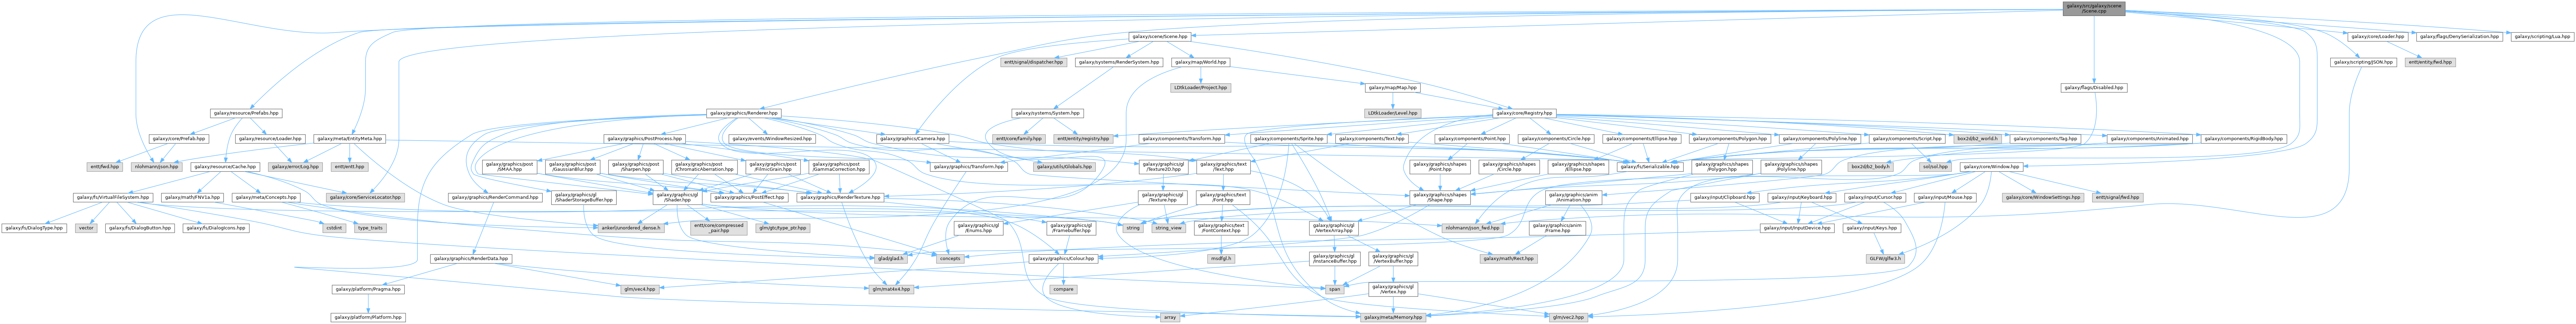 galaxy/src/galaxy/scene
/Scene.cpp
galaxy/scene/Scene.hpp
galaxy/core/Loader.hpp
galaxy/flags/DenySerialization.hpp
galaxy/scripting/Lua.hpp
entt/signal/dispatcher.hpp
galaxy/systems/RenderSystem.hpp
galaxy/map/World.hpp
galaxy/scripting/JSON.hpp
entt/entity/fwd.hpp
LDtkLoader/Project.hpp
galaxy/map/Map.hpp
galaxy/flags/Disabled.hpp
galaxy/resource/Prefabs.hpp
galaxy/graphics/Renderer.hpp
galaxy/systems/System.hpp
LDtkLoader/Level.hpp
galaxy/core/Registry.hpp
galaxy/core/Prefab.hpp
galaxy/resource/Loader.hpp
galaxy/meta/EntityMeta.hpp
galaxy/graphics/PostProcess.hpp
galaxy/events/WindowResized.hpp
galaxy/graphics/Camera.hpp
entt/core/family.hpp
entt/entity/registry.hpp
galaxy/components/Transform.hpp
galaxy/components/Sprite.hpp
galaxy/components/Text.hpp
galaxy/components/Point.hpp
galaxy/components/Circle.hpp
galaxy/components/Ellipse.hpp
galaxy/components/Polygon.hpp
galaxy/components/Polyline.hpp
galaxy/components/Script.hpp
box2d/b2_world.h
galaxy/components/Tag.hpp
galaxy/components/Animated.hpp
galaxy/components/RigidBody.hpp
entt/fwd.hpp
nlohmann/json.hpp
galaxy/resource/Cache.hpp
galaxy/error/Log.hpp
entt/entt.hpp
galaxy/graphics/post
/SMAA.hpp
galaxy/graphics/post
/GaussianBlur.hpp
galaxy/graphics/post
/Sharpen.hpp
galaxy/graphics/post
/ChromaticAberration.hpp
galaxy/graphics/post
/FilmicGrain.hpp
galaxy/graphics/post
/GammaCorrection.hpp
galaxy/graphics/Transform.hpp
galaxy/utils/Globals.hpp
galaxy/graphics/gl
/Texture2D.hpp
galaxy/graphics/text
/Text.hpp
galaxy/graphics/shapes
/Point.hpp
galaxy/graphics/shapes
/Circle.hpp
galaxy/graphics/shapes
/Ellipse.hpp
galaxy/fs/Serializable.hpp
galaxy/graphics/shapes
/Polygon.hpp
galaxy/graphics/shapes
/Polyline.hpp
box2d/b2_body.h
sol/sol.hpp
galaxy/core/Window.hpp
galaxy/fs/VirtualFileSystem.hpp
galaxy/math/FNV1a.hpp
galaxy/meta/Concepts.hpp
galaxy/core/ServiceLocator.hpp
galaxy/graphics/RenderCommand.hpp
galaxy/graphics/gl
/ShaderStorageBuffer.hpp
galaxy/graphics/gl
/Shader.hpp
galaxy/graphics/PostEffect.hpp
galaxy/graphics/RenderTexture.hpp
galaxy/graphics/gl
/Texture.hpp
galaxy/graphics/text
/Font.hpp
galaxy/graphics/shapes
/Shape.hpp
galaxy/graphics/anim
/Animation.hpp
galaxy/input/Clipboard.hpp
galaxy/input/Keyboard.hpp
galaxy/input/Cursor.hpp
galaxy/input/Mouse.hpp
galaxy/core/WindowSettings.hpp
entt/signal/fwd.hpp
galaxy/fs/DialogType.hpp
vector
galaxy/fs/DialogButton.hpp
galaxy/fs/DialogIcons.hpp
cstdint
type_traits
ankerl/unordered_dense.h
entt/core/compressed
_pair.hpp
glm/gtc/type_ptr.hpp
galaxy/graphics/gl
/Enums.hpp
galaxy/graphics/gl
/Framebuffer.hpp
string
string_view
galaxy/graphics/text
/FontContext.hpp
galaxy/graphics/gl
/VertexArray.hpp
nlohmann/json_fwd.hpp
galaxy/graphics/anim
/Frame.hpp
galaxy/input/InputDevice.hpp
galaxy/input/Keys.hpp
galaxy/graphics/RenderData.hpp
glad/glad.h
concepts
galaxy/graphics/Colour.hpp
msdfgl.h
galaxy/graphics/gl
/InstanceBuffer.hpp
galaxy/graphics/gl
/VertexBuffer.hpp
galaxy/math/Rect.hpp
GLFW/glfw3.h
galaxy/platform/Pragma.hpp
glm/vec4.hpp
glm/mat4x4.hpp
compare
span
galaxy/graphics/gl
/Vertex.hpp
galaxy/platform/Platform.hpp
array
galaxy/meta/Memory.hpp
glm/vec2.hpp